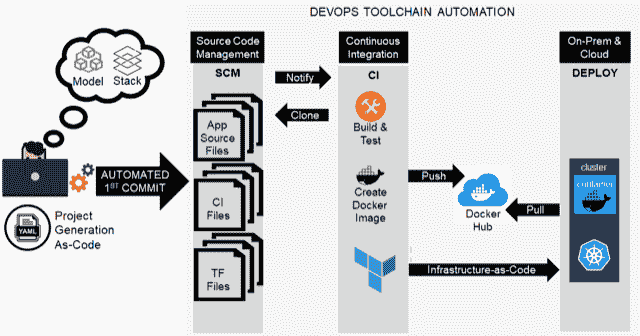 DEVOPS TOOLCHAIN AUTOMATION
Model
Stack
AUTOMATED
1ST COMMIT
YAML
Project
Generation
As-Code
Source Code
Management
SCM
App
Source
Files
CI
Files
TF
Files
Notify
Clone
Continuous
Integration
CI
Build &
Test
Create
Docker
Image
Push
Docker
Hub
Pull
Infrastructure-as-Code
On-Prem &
Cloud
DEPLOY
cluster
container